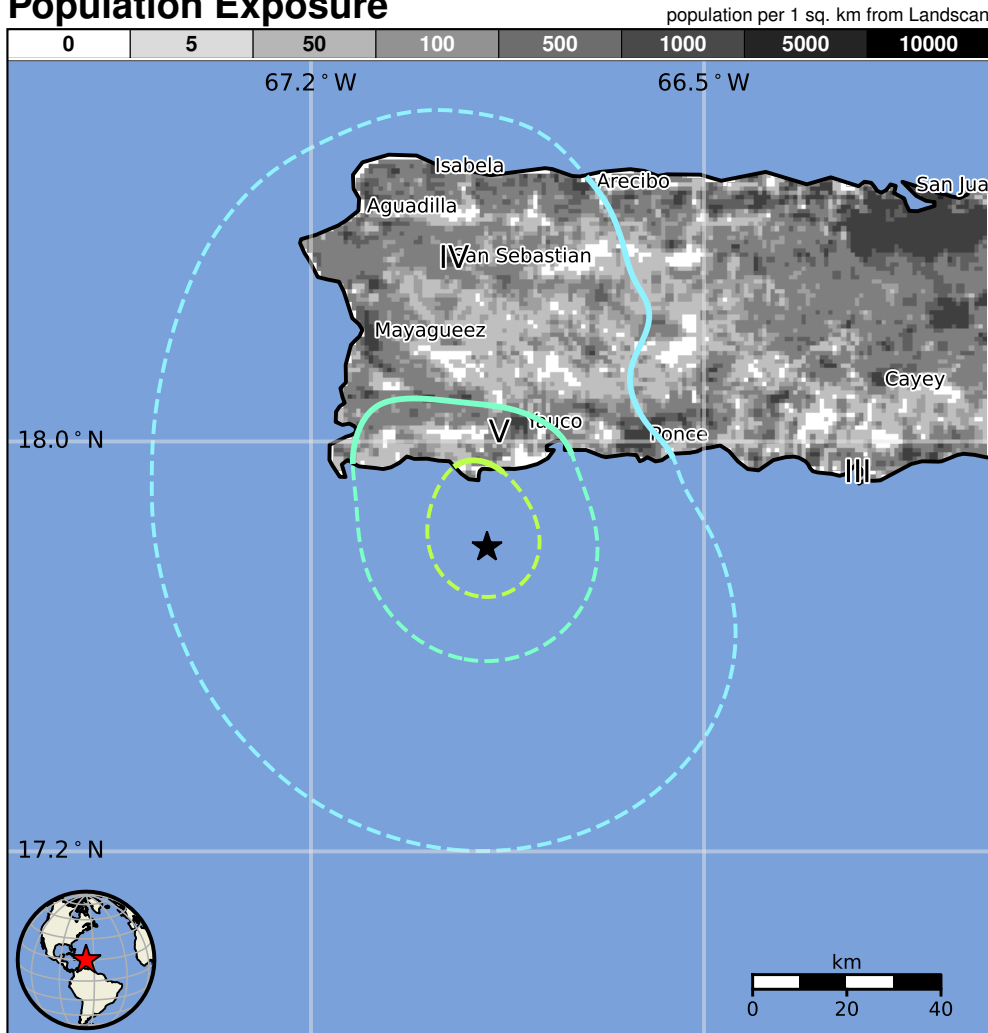 Population Exposure
population per 1 sq. km from Landscan
0 5 50 100 500 1000 5000 10000
67.2°W 66.5°W
Isabela
Arecibo
San Jua
Aguadilla
IV San Sebastian
Mayagueez
Cayey
Yauco
V
Ponce
18.0°N
III
17.2°N
km
0 20 40